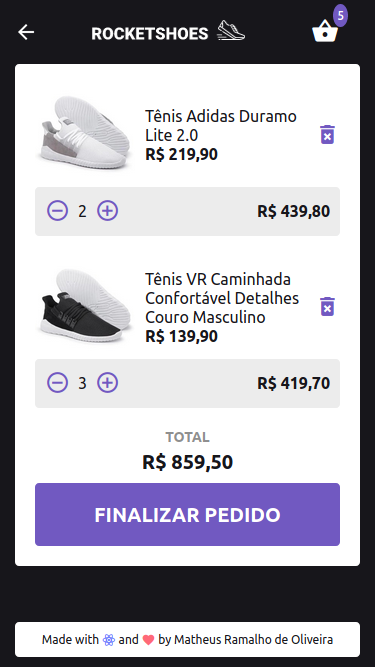 ROCKETSHOES
5
Tênis Adidas Duramo
Lite 2.0
R$ 219,90
2
R$ 439,80
Tênis VR Caminhada
Confortável Detalhes
Couro Masculino
R$ 139,90
3
R$ 419,70
TOTAL
R$ 859,50
FINALIZAR PEDIDO
Made with and by Matheus Ramalho de Oliveira